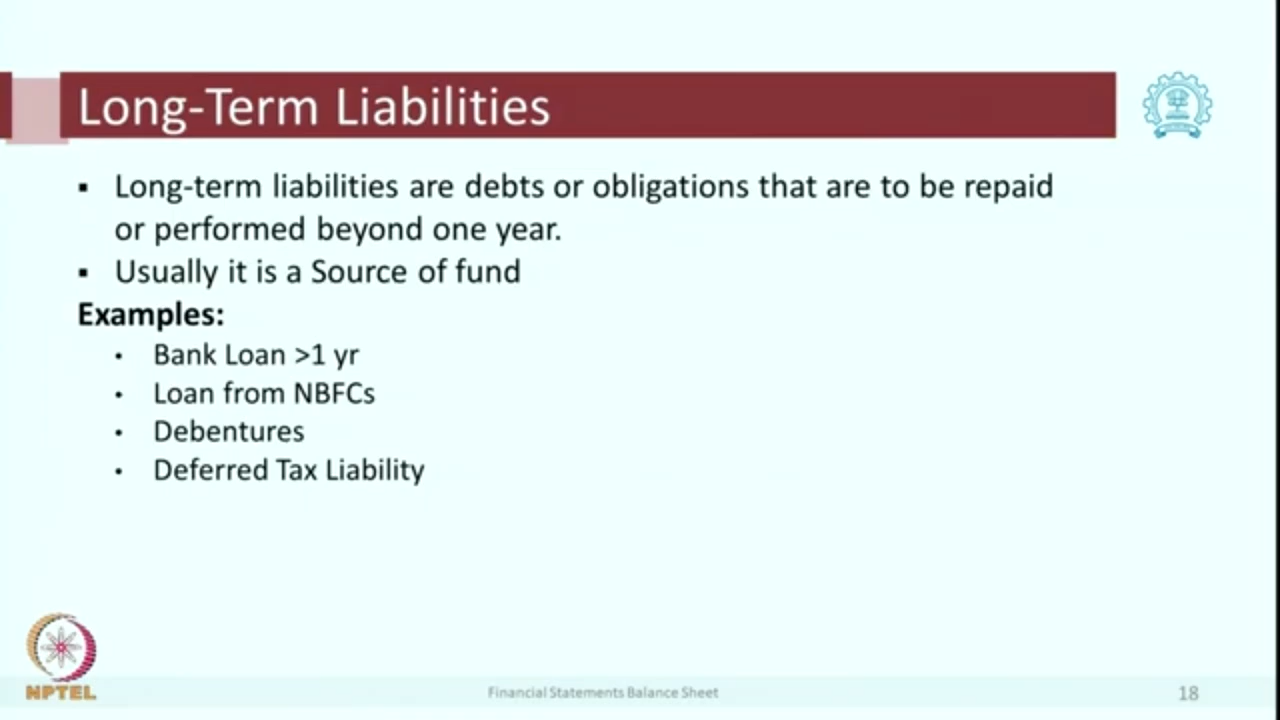 Long-Term Liabilities
▪ Long-term liabilities are debts or obligations that are to be repaid
or performed beyond one year.
▪ Usually it is a Source of fund
Examples:
• Bank Loan >1 yr
• Loan from NBFCs
• Debentures
• Deferred Tax Liability
NPTEL
Financial Statements Balance Sheet
18